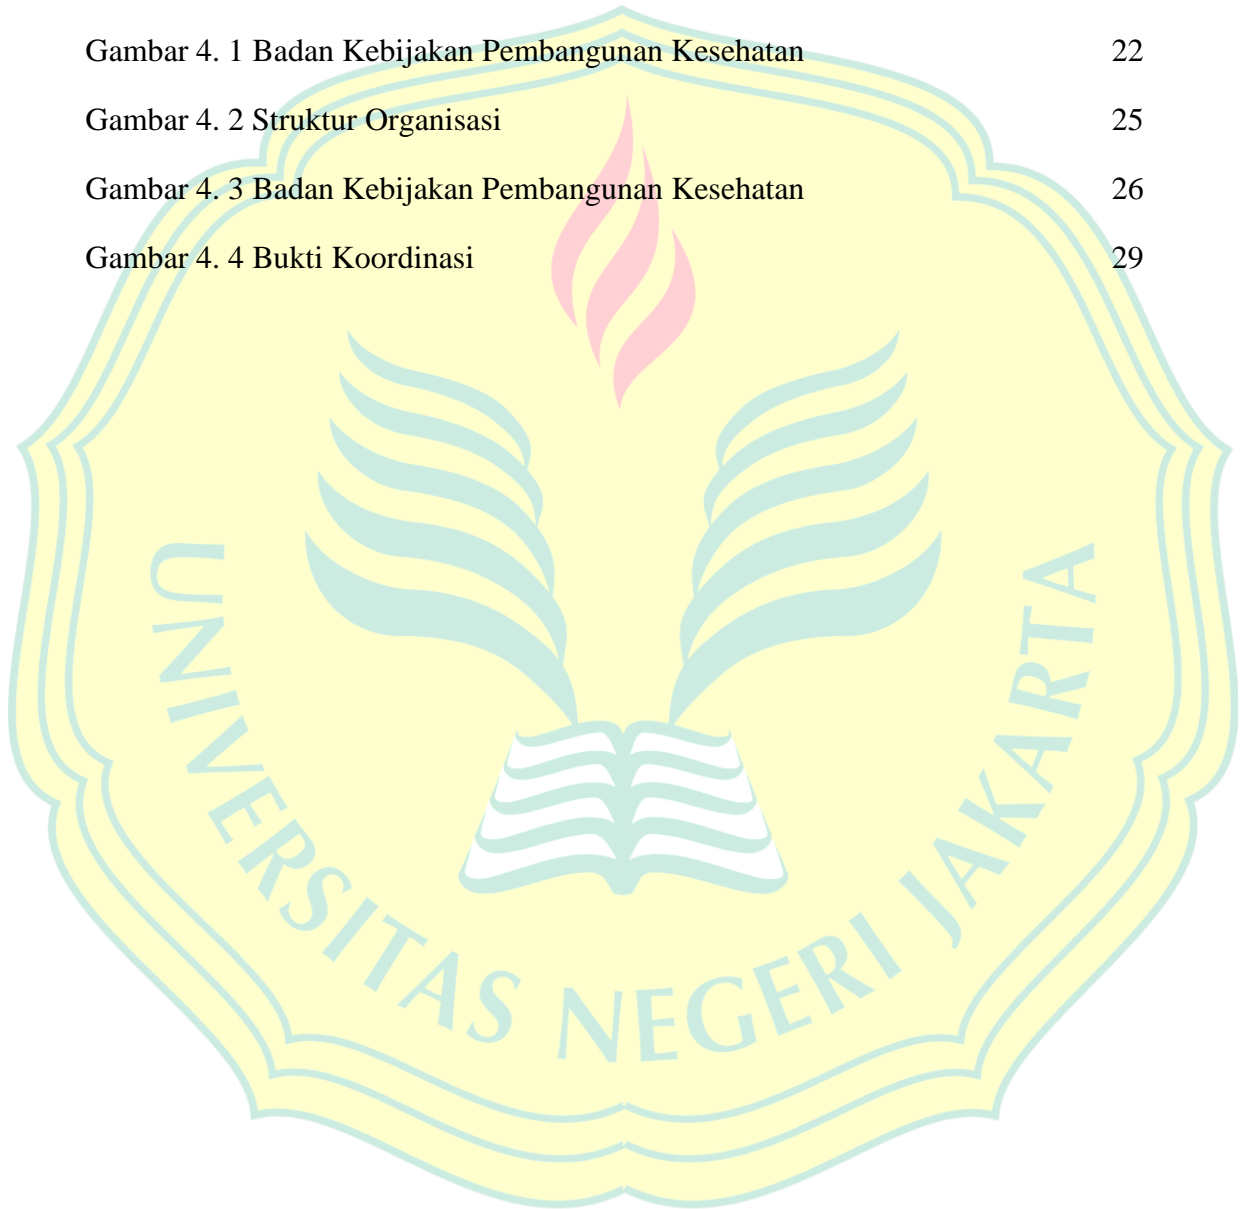 Gambar 4. 1 Badan Kebijakan Pembangunan Kesehatan 22
Gambar 4. 2 Struktur Organisasi 25
Gambar 4. 3 Badan Kebijakan Pembangunan Kesehatan 26
Gambar 4. 4 Bukti Koordinasi 29
UNIVERSITAS NEGERI JAKARTA